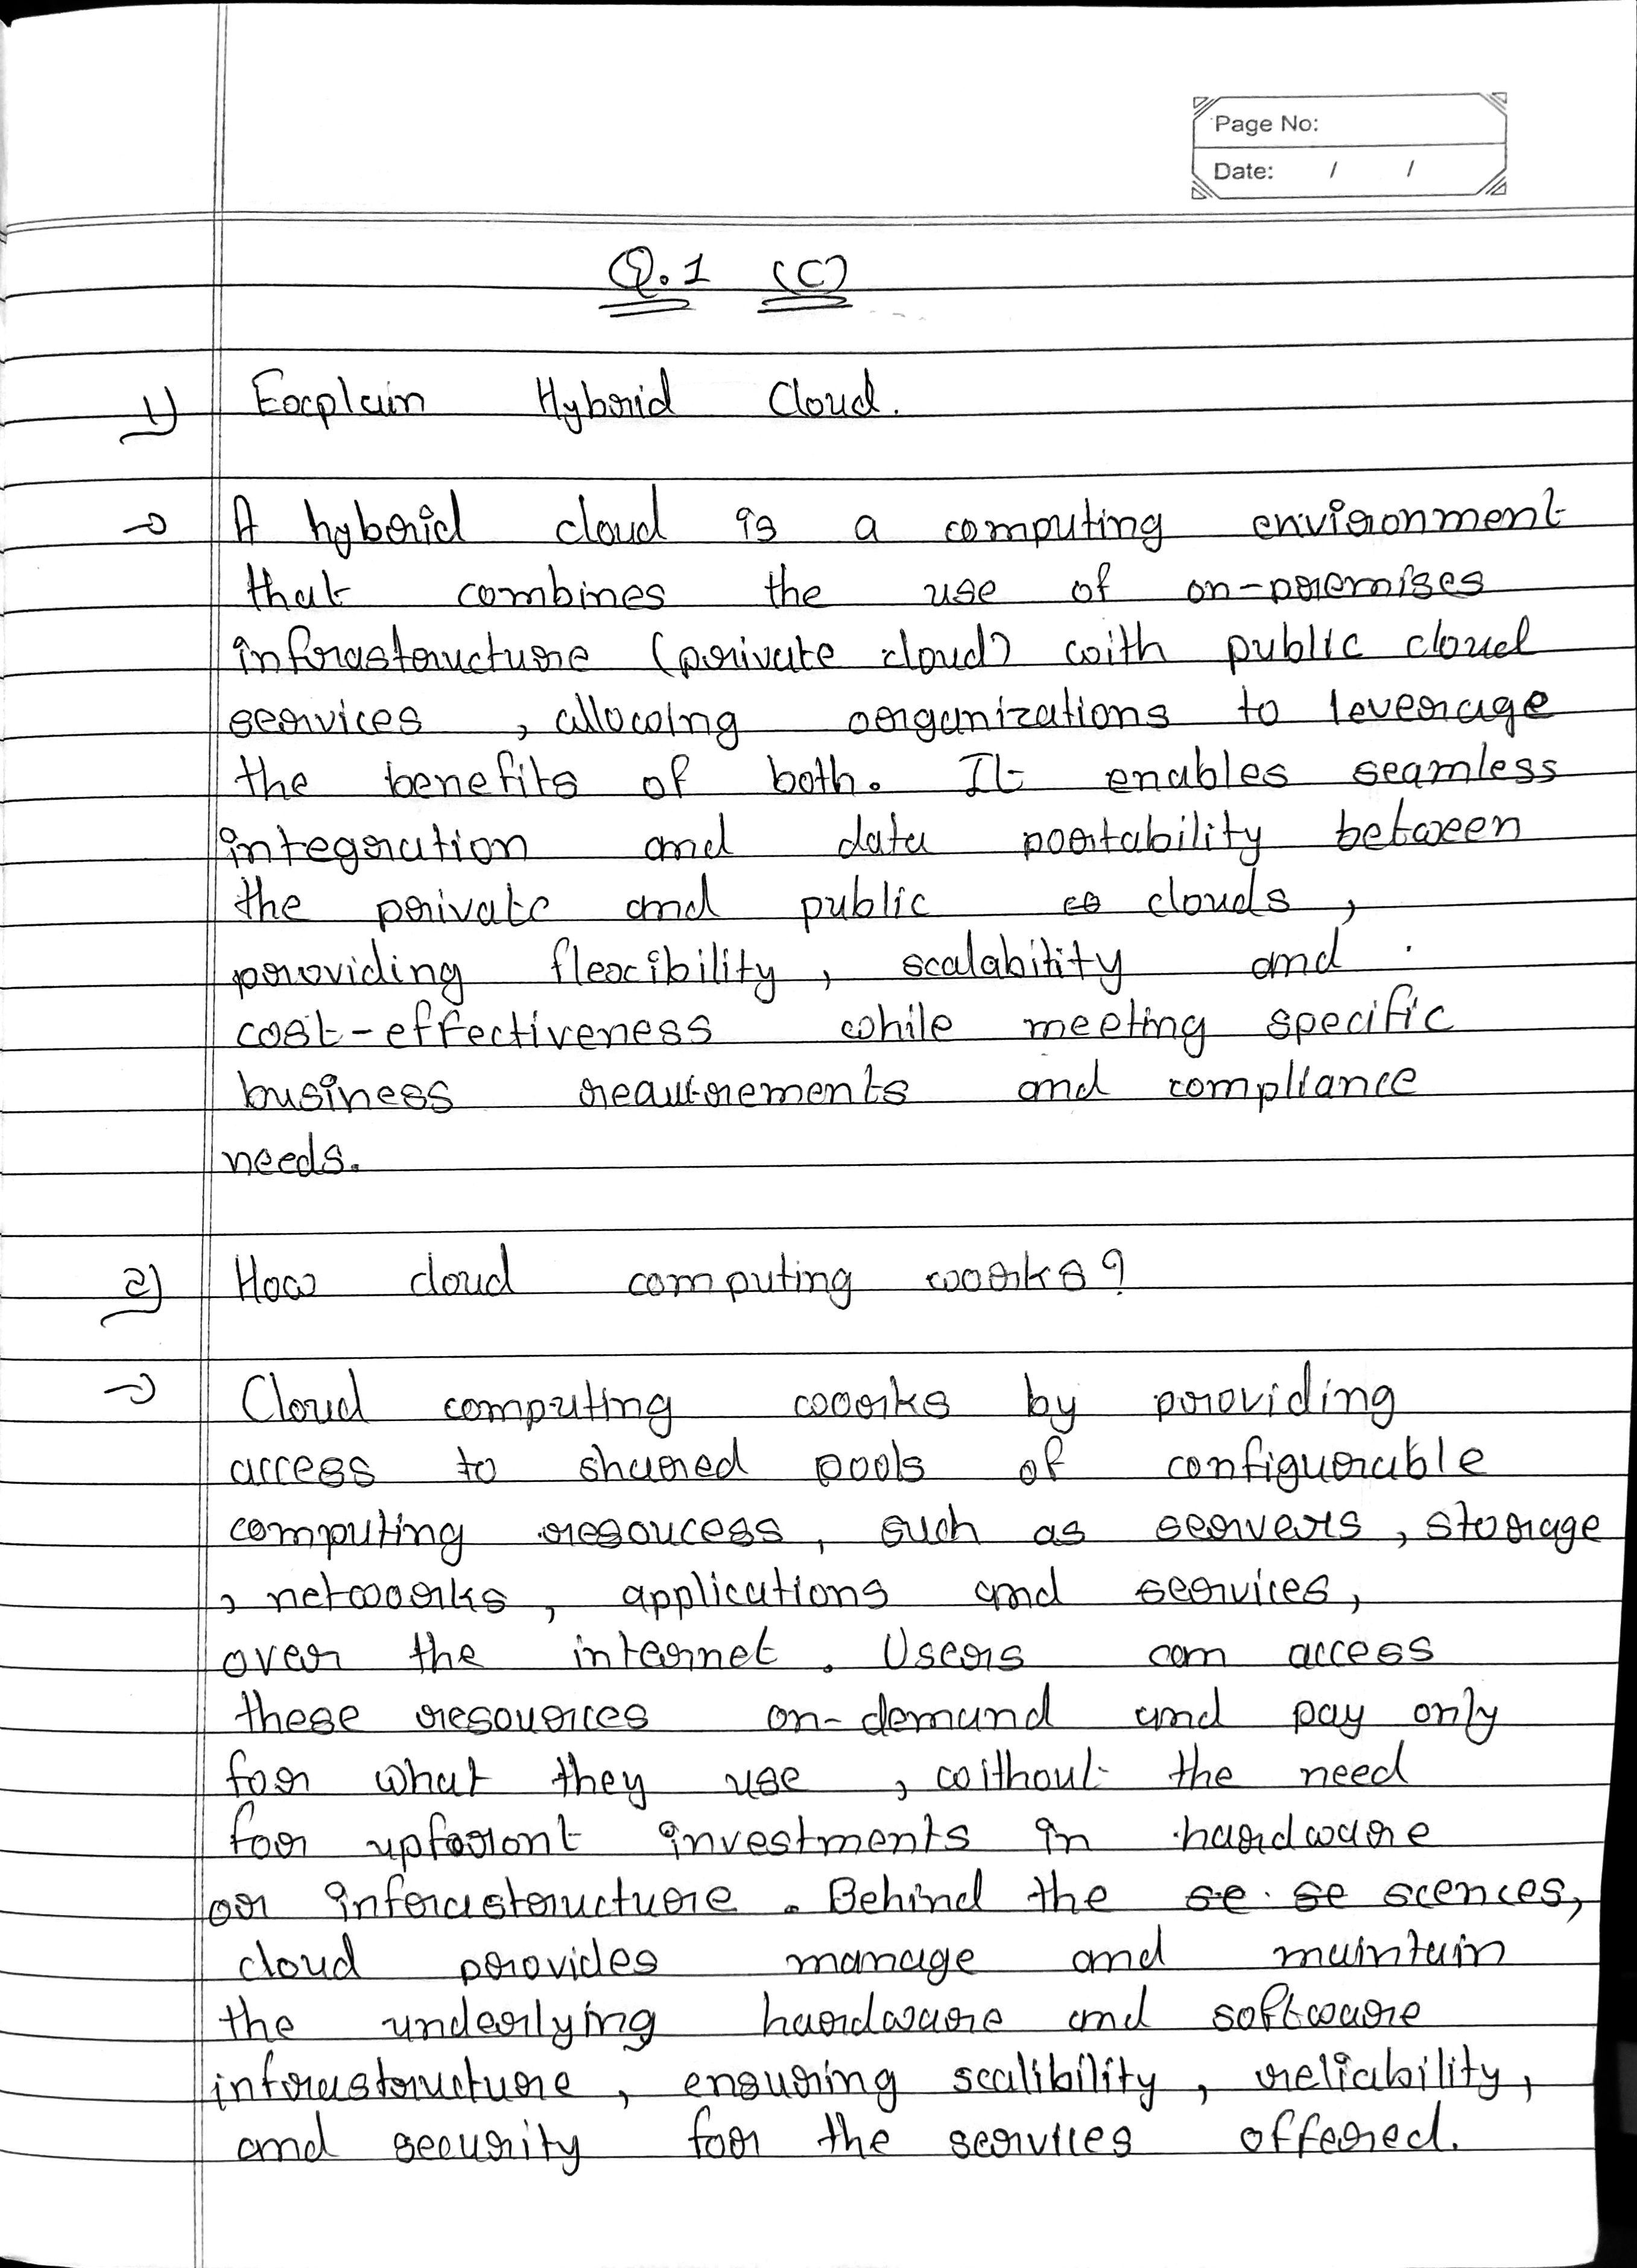 Page No:
Date: / /
Q.1 (C)
1) Explain Hybrid Cloud.
→ A hybrid cloud is a computing environment
that combines the use of on-premises
infrastructure (private cloud) with public cloud
services , allowing organizations to leverage
the benefits of both. It enables seamless
integration and data portability between
the private and public co clouds ,
providing flexibility , scalability and
cost-effectiveness while meeting specific
business requirements and compliance
needs.
2) How cloud computing works?
→ Cloud computing works by providing
access to shared pools of configurable
computing resoucess , such as servers , storage
, networks , applications and services ,
over the internet . Users can access
these resources on-demand and pay only
for what they use , without the need
for upfront investments in hardware
or infrastructure . Behind the se se scences,
cloud provides manage and maintain
the underlying hardware and software
infrastructure , ensuring scalibility , reliability ,
and security for the services offered.